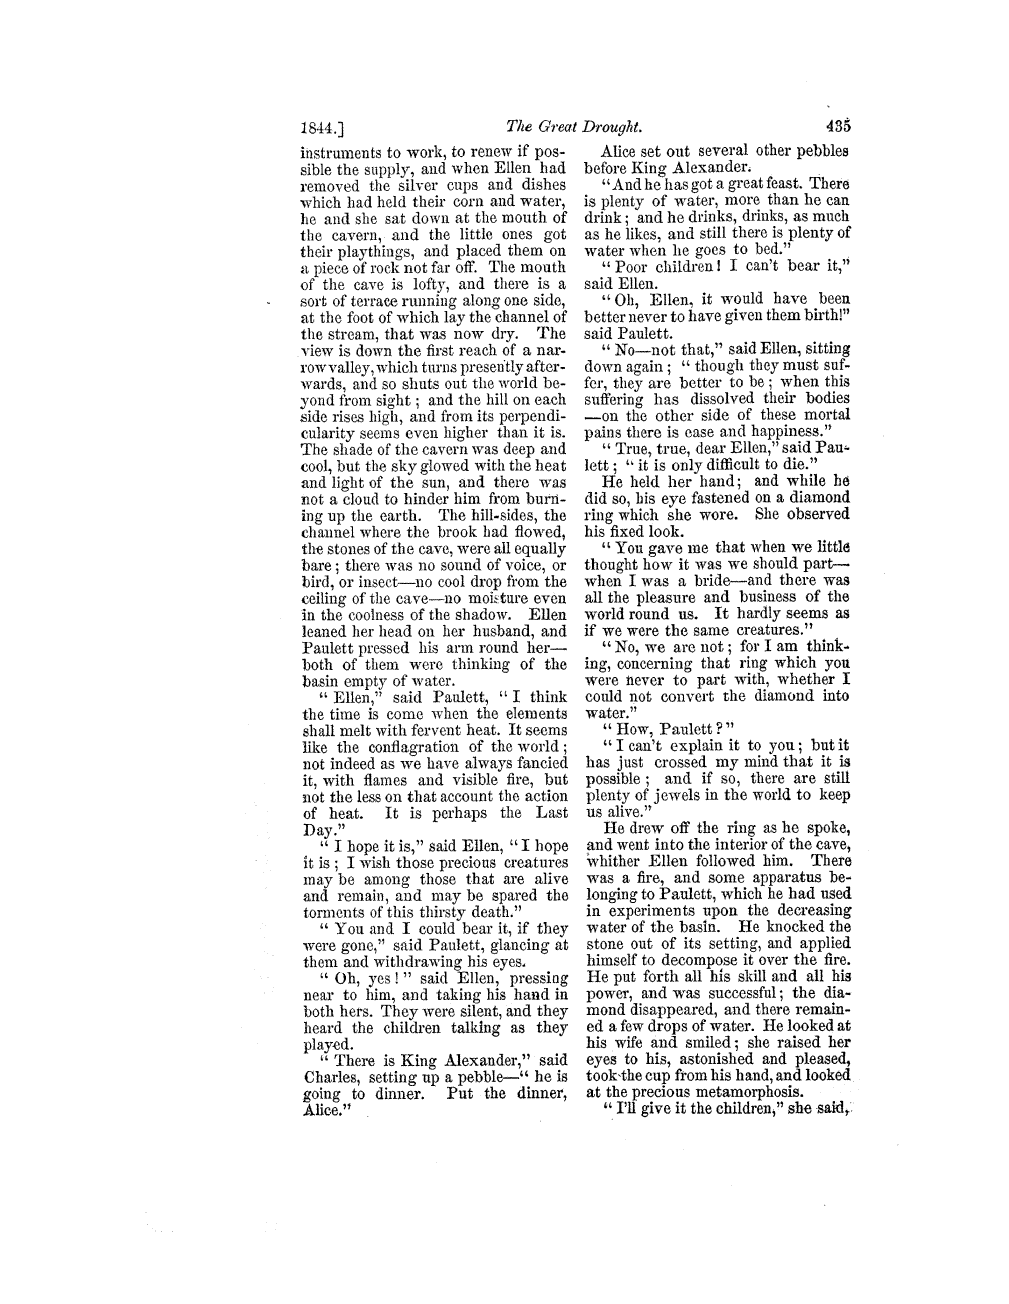 1844.] The Great Drought. 435
instruments to work, to renew if pos-
sible the supply, and when Ellen had
removed the silver cups and dishes
which had held their corn and water,
he and she sat down at the mouth of
the cavern, and the little ones got
their playthings, and placed them on
a piece of rock not far off. The mouth
of the cave is lofty, and there is a
sort of terrace running along one side,
at the foot of which lay the channel of
the stream, that was now dry. The
view is down the first reach of a nar-
row valley, which turns presently after-
wards, and so shuts out the world be-
yond from sight; and the hill on each
side rises high, and from its perpendi-
cularity seems even higher than it is.
The shade of the cavern was deep and
cool, but the sky glowed with the heat
and light of the sun, and there was
not a cloud to hinder him from burn-
ing up the earth. The hill-sides, the
channel where the brook had flowed,
the stones of the cave, were all equally
bare; there was no sound of voice, or
bird, or insect—no cool drop from the
ceiling of the cave—no moisture even
in the coolness of the shadow. Ellen
leaned her head on her husband, and
Paulett pressed his arm round her—
both of them were thinking of the
basin empty of water.
"Ellen," said Paulett, "I think
the time is come when the elements
shall melt with fervent heat. It seems
like the conflagration of the world;
not indeed as we have always fancied
it, with flames and visible fire, but
not the less on that account the action
of heat. It is perhaps the Last
Day."
"I hope it is," said Ellen, "I hope
it is; I wish those precious creatures
may be among those that are alive
and remain, and may be spared the
torments of this thirsty death."
"You and I could bear it, if they
were gone," said Paulett, glancing at
them and withdrawing his eyes.
"Oh, yes!" said Ellen, pressing
near to him, and taking his hand in
both hers. They were silent, and they
heard the children talking as they
played.
"There is King Alexander," said
Charles, setting up a pebble—"he is
going to dinner. Put the dinner,
Alice."
Alice set out several other pebbles
before King Alexander.
"And he has got a great feast. There
is plenty of water, more than he can
drink; and he drinks, drinks, as much
as he likes, and still there is plenty of
water when he goes to bed."
"Poor children! I can't bear it,"
said Ellen.
"Oh, Ellen, it would have been
better never to have given them birth!"
said Paulett.
"No—not that," said Ellen, sitting
down again; "though they must suf-
fer, they are better to be; when this
suffering has dissolved their bodies
—on the other side of these mortal
pains there is ease and happiness."
"True, true, dear Ellen," said Pau-
lett; "it is only difficult to die."
He held her hand; and while he
did so, his eye fastened on a diamond
ring which she wore. She observed
his fixed look.
"You gave me that when we little
thought how it was we should part—
when I was a bride—and there was
all the pleasure and business of the
world round us. It hardly seems as
if we were the same creatures."
"No, we are not; for I am think-
ing, concerning that ring which you
were never to part with, whether I
could not convert the diamond into
water."
"How, Paulett?"
"I can't explain it to you; but it
has just crossed my mind that it is
possible; and if so, there are still
plenty of jewels in the world to keep
us alive."
He drew off the ring as he spoke,
and went into the interior of the cave,
whither Ellen followed him. There
was a fire, and some apparatus be-
longing to Paulett, which he had used
in experiments upon the decreasing
water of the basin. He knocked the
stone out of its setting, and applied
himself to decompose it over the fire.
He put forth all his skill and all his
power, and was successful; the dia-
mond disappeared, and there remain-
ed a few drops of water. He looked at
his wife and smiled; she raised her
eyes to his, astonished and pleased,
took the cup from his hand, and looked
at the precious metamorphosis.
"I'll give it the children," she said,